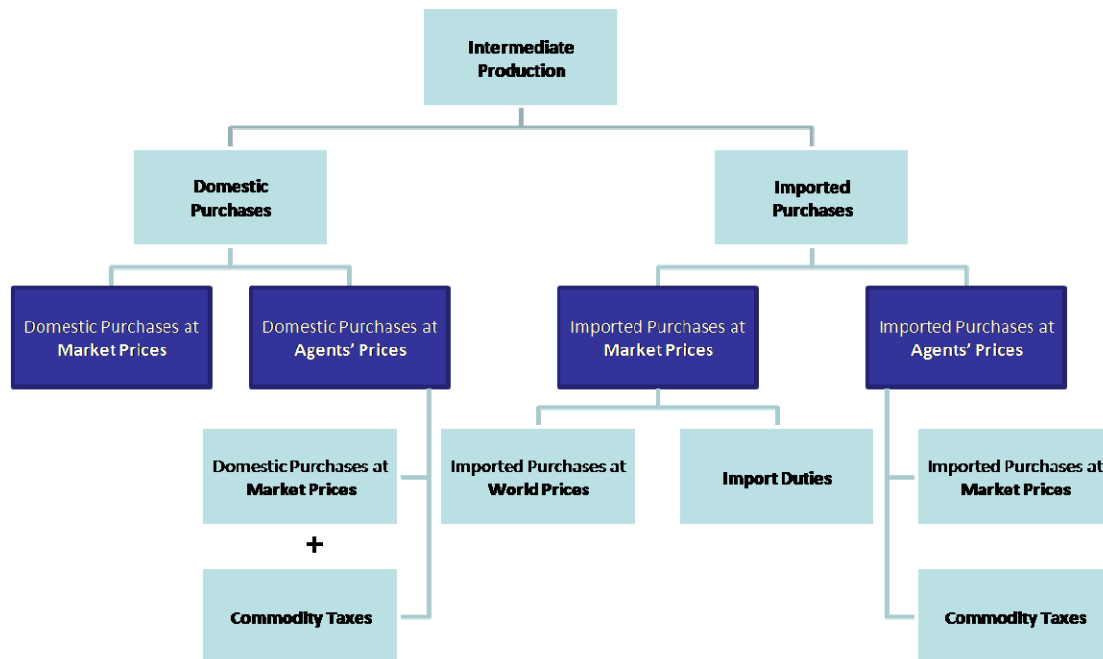 Intermediate
Production
Domestic
Purchases
Imported
Purchases
Domestic Purchases at
Market Prices
Domestic Purchases at
Agents’ Prices
Imported Purchases at
Market Prices
Imported Purchases at
Agents’ Prices
Domestic Purchases at
Market Prices
Imported Purchases at
World Prices
Import Duties
Imported Purchases at
Market Prices
+
Commodity Taxes
Commodity Taxes